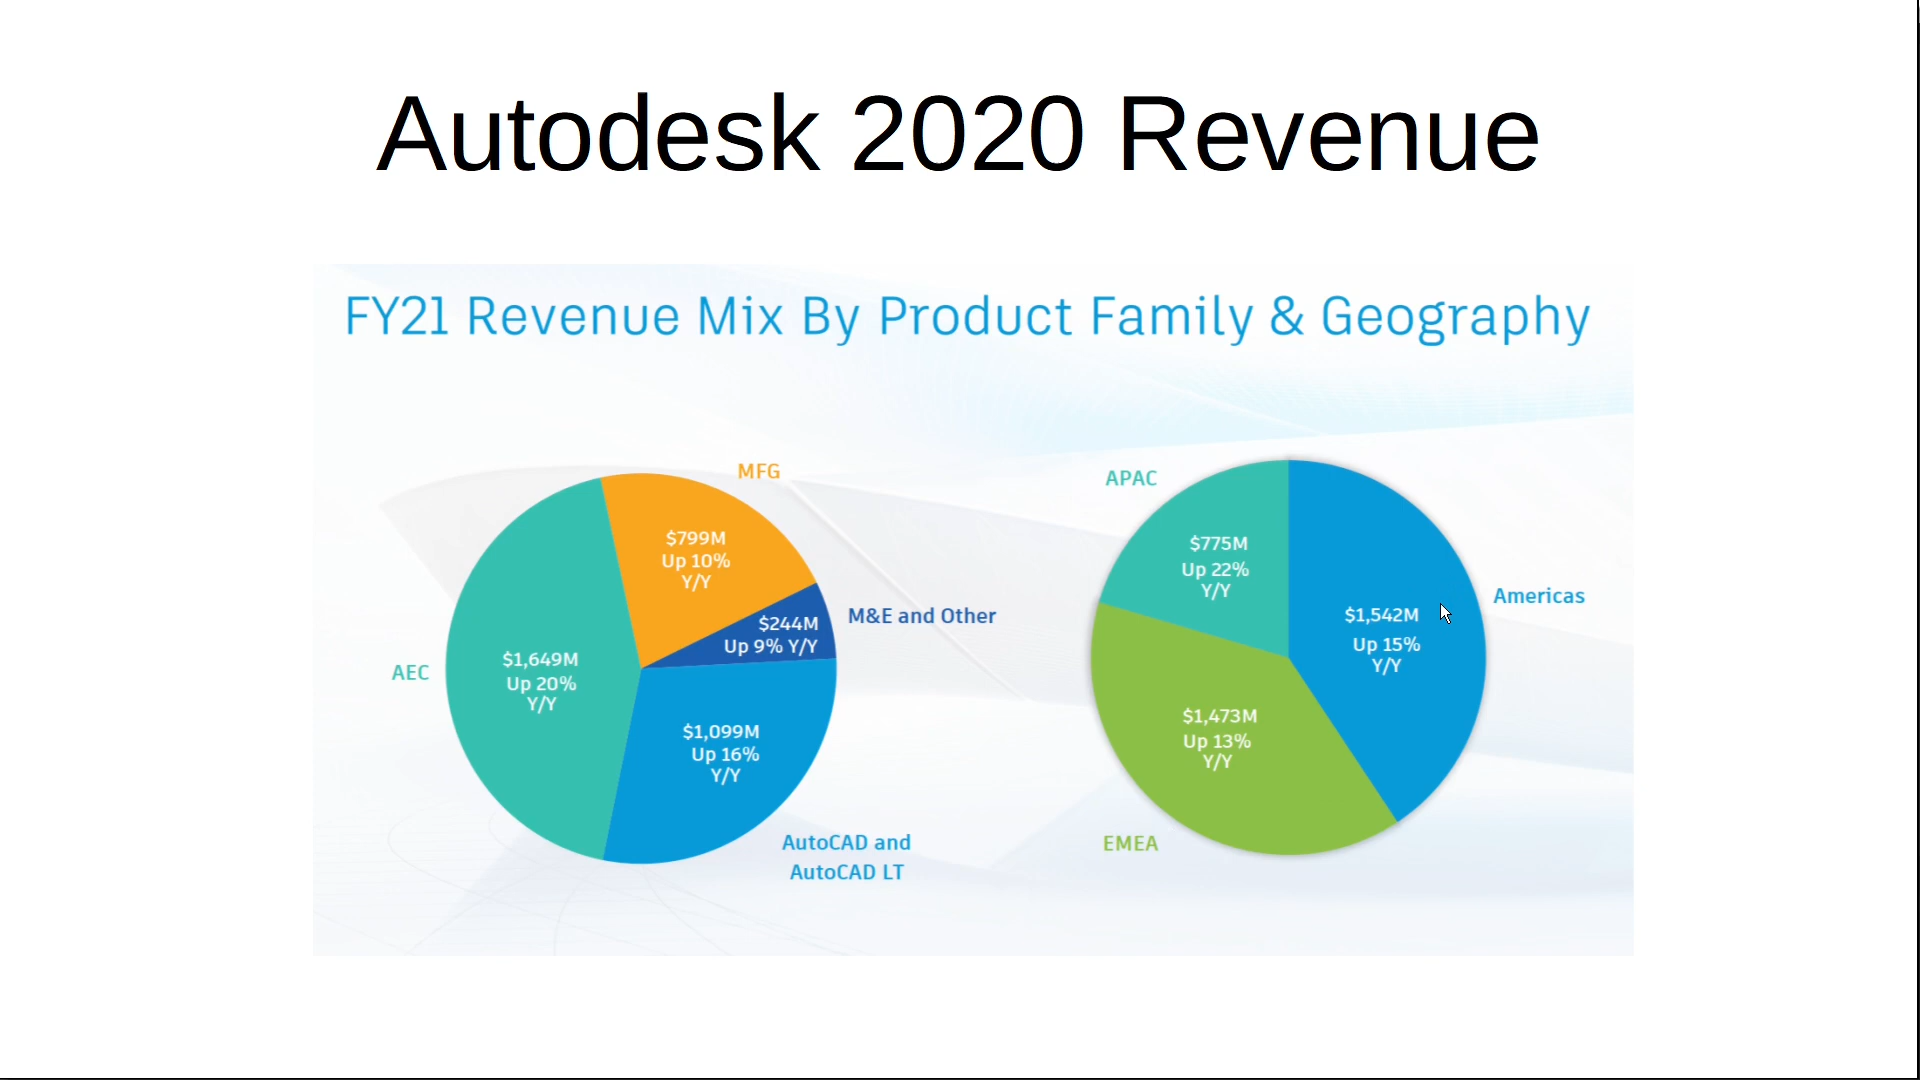 Autodesk 2020 Revenue
FY21 Revenue Mix By Product Family & Geography
MFG
$799M
Up 10%
Y/Y
M&E and Other
$244M
Up 9% Y/Y
AEC
$1,649M
Up 20%
Y/Y
$1,099M
Up 16%
Y/Y
AutoCAD and
AutoCAD LT
APAC
$775M
Up 22%
Y/Y
Americas
$1,542M
Up 15%
Y/Y
$1,473M
Up 13%
Y/Y
EMEA